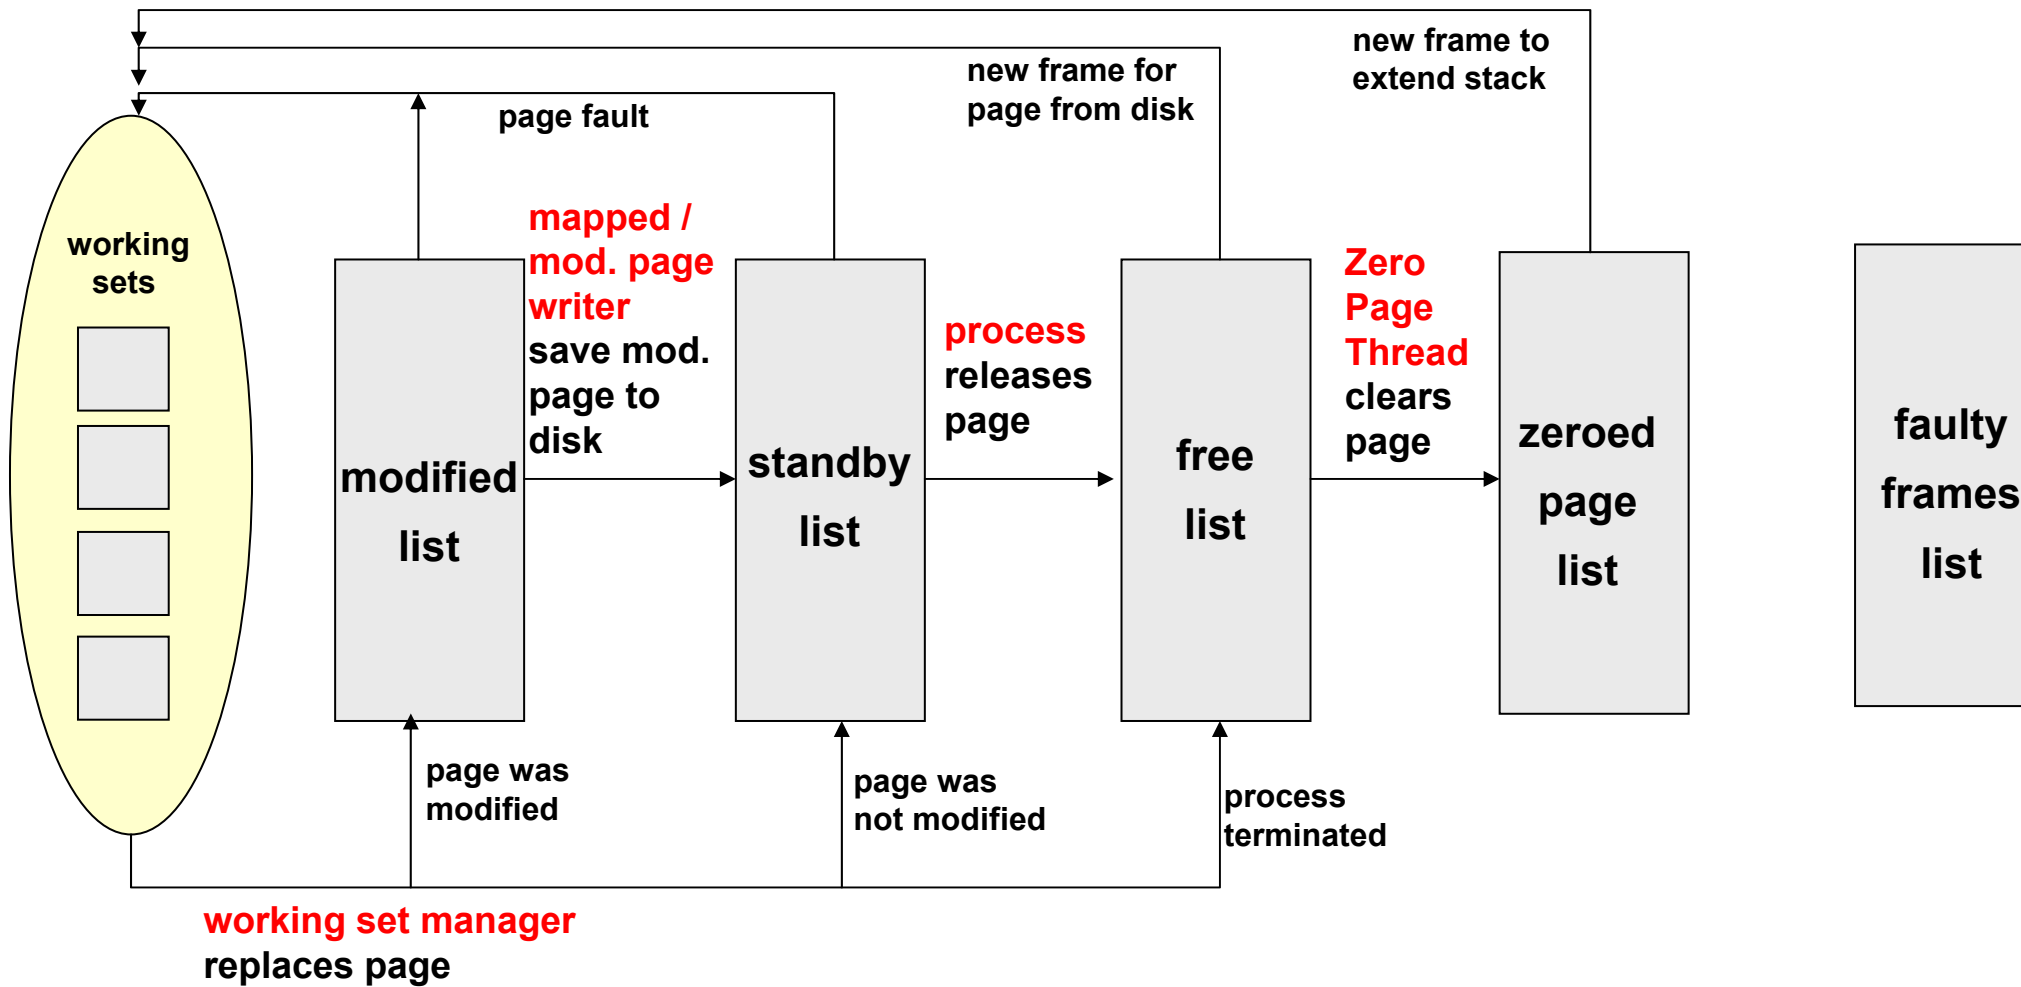 new frame to
extend stack
new frame for
page from disk
page fault
working
sets
mapped /
mod. page
writer
save mod.
page to
disk
process
releases
page
Zero
Page
Thread
clears
page
modified
list
standby
list
free
list
zeroed
page
list
faulty
frames
list
page was
modified
page was
not modified
process
terminated
working set manager
replaces page